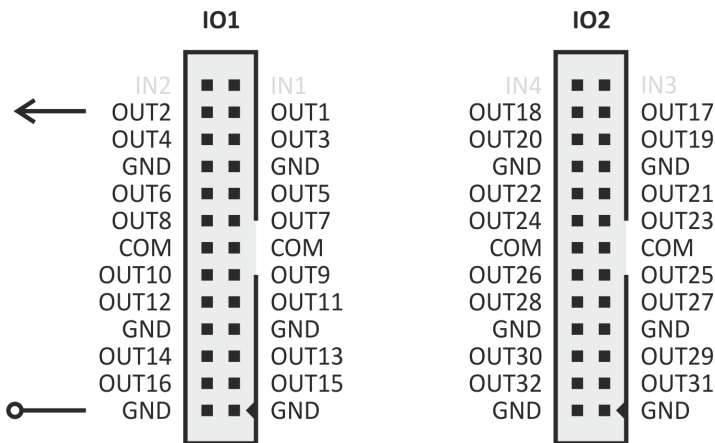 IO1 IO2
IN2 IN1 IN4 IN3
OUT2 OUT1 OUT18 OUT17
OUT4 OUT3 OUT20 OUT19
GND GND GND GND
OUT6 OUT5 OUT22 OUT21
OUT8 OUT7 OUT24 OUT23
COM COM COM COM
OUT10 OUT9 OUT26 OUT25
OUT12 OUT11 OUT28 OUT27
GND GND GND GND
OUT14 OUT13 OUT30 OUT29
OUT16 OUT15 OUT32 OUT31
GND GND GND GND